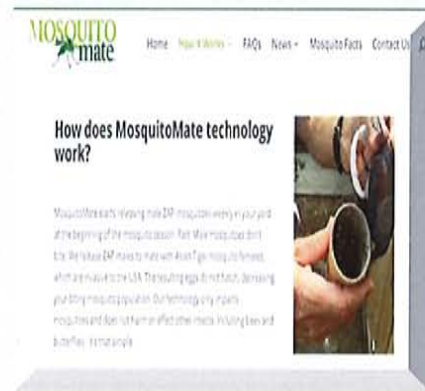 MOSQUITO
mate
Home How It Works FAQs News Mosquito Facts Contact Us
How does MosquitoMate technology
work?
MosquitoMate starts releasing male ZAP mosquitoes weekly in your yard
at the beginning of the mosquito season. Fact: Male mosquitoes don't
bite. We release ZAP males to mate with Asian Tiger mosquito females,
which are invasive to the USA. The resulting eggs do not hatch, decreasing
your biting mosquito population. Our technology only impacts
mosquitoes and does not harm or affect other insects, including bees and
butterflies. It's that simple.